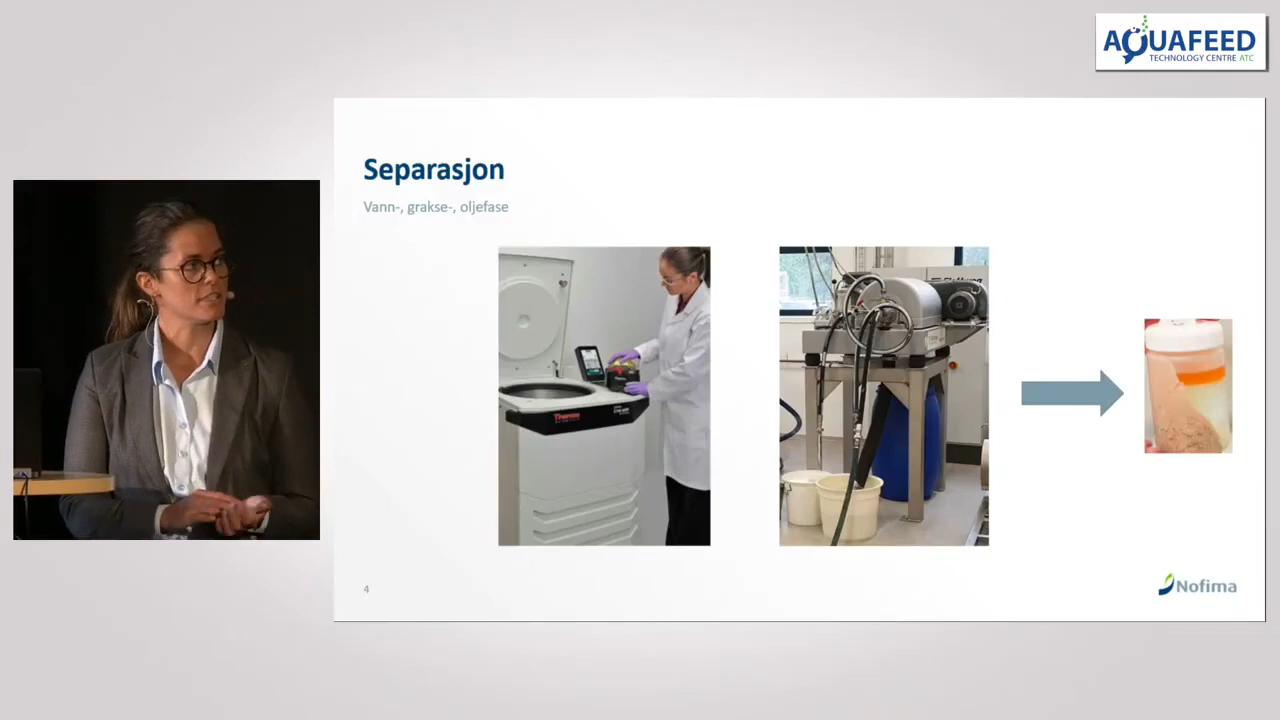 AQUAFEED
TECHNOLOGY CENTRE ATC
Separasjon
Vann-, grakse-, oljefase
Thermo
4
Nofima